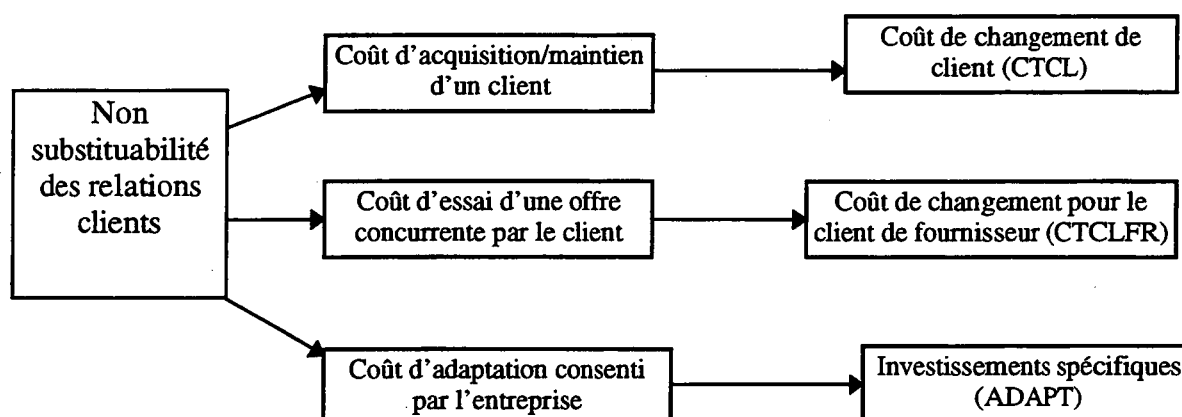 Non
substituabilité
des relations
clients
Coût d'acquisition/maintien
d'un client
Coût de changement de
client (CTCL)
Coût d'essai d'une offre
concurrente par le client
Coût de changement pour le
client de fournisseur (CTCLFR)
Coût d'adaptation consenti
par l'entreprise
Investissements spécifiques
(ADAPT)